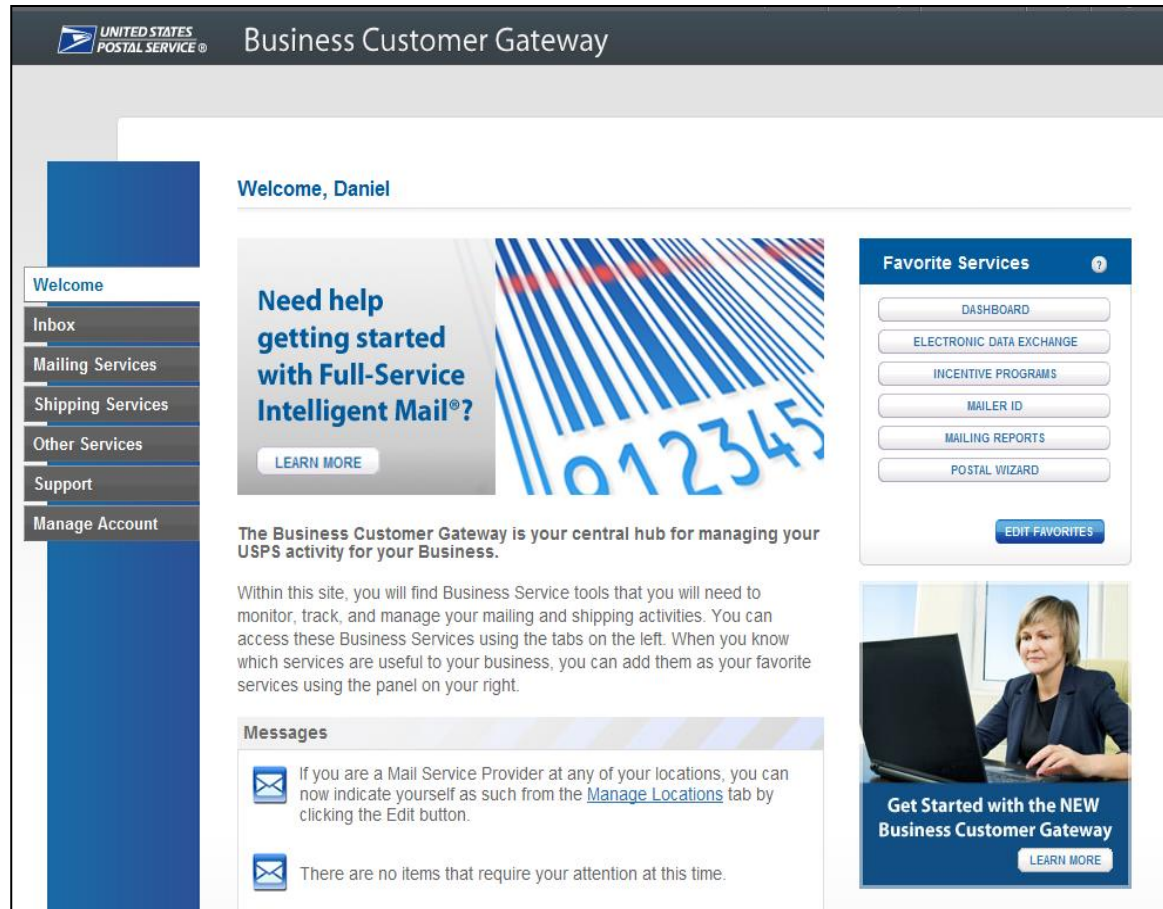 UNITED STATES
POSTAL SERVICE ®
Business Customer Gateway
Welcome, Daniel
Welcome
Inbox
Mailing Services
Shipping Services
Other Services
Support
Manage Account
Need help
getting started
with Full-Service
Intelligent Mail®?
LEARN MORE
012345
The Business Customer Gateway is your central hub for managing your
USPS activity for your Business.
Within this site, you will find Business Service tools that you will need to
monitor, track, and manage your mailing and shipping activities. You can
access these Business Services using the tabs on the left. When you know
which services are useful to your business, you can add them as your favorite
services using the panel on your right.
Messages
If you are a Mail Service Provider at any of your locations, you can
now indicate yourself as such from the Manage Locations tab by
clicking the Edit button.
There are no items that require your attention at this time.
Favorite Services ?
DASHBOARD
ELECTRONIC DATA EXCHANGE
INCENTIVE PROGRAMS
MAILER ID
MAILING REPORTS
POSTAL WIZARD
EDIT FAVORITES
Get Started with the NEW
Business Customer Gateway
LEARN MORE